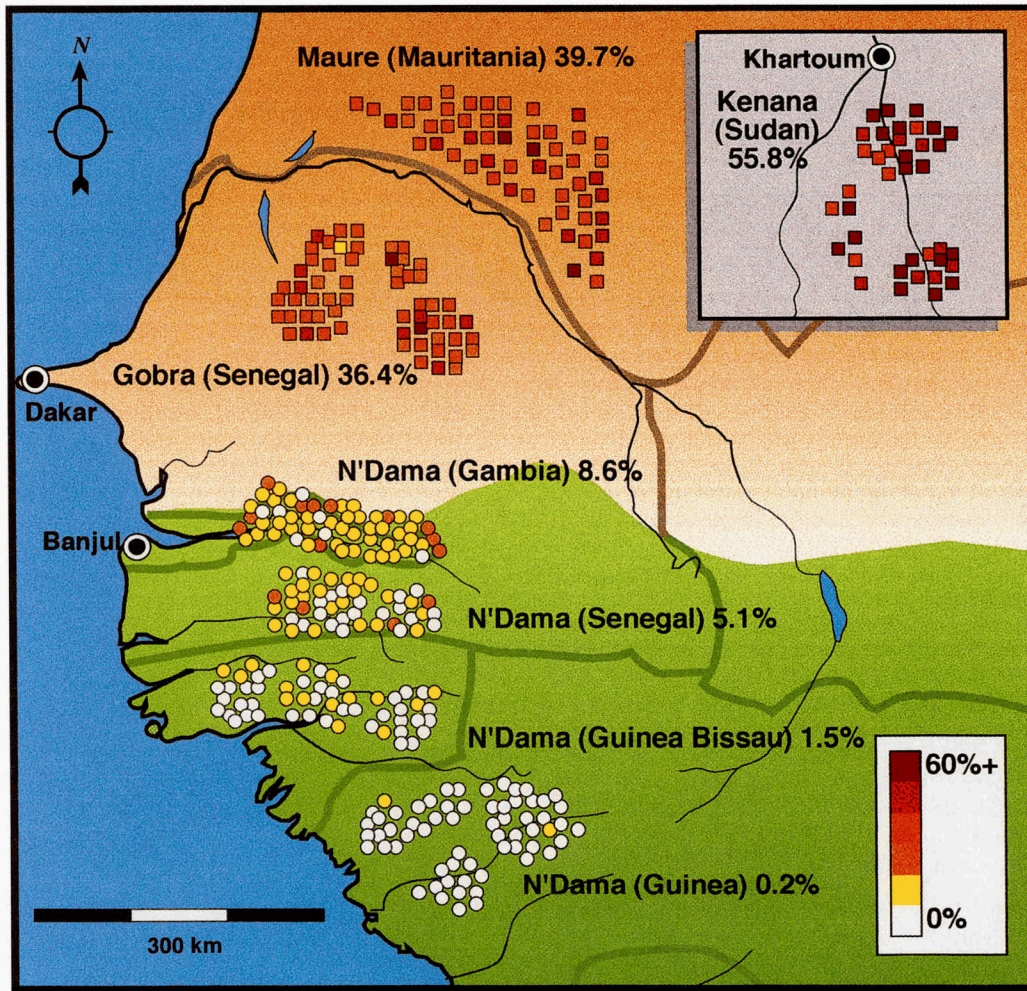 N
Maure (Mauritania) 39.7%
Khartoum
Kenana
(Sudan)
55.8%
Gobra (Senegal) 36.4%
Dakar
N'Dama (Gambia) 8.6%
Banjul
N'Dama (Senegal) 5.1%
N'Dama (Guinea Bissau) 1.5%
60%+
N'Dama (Guinea) 0.2%
0%
300 km